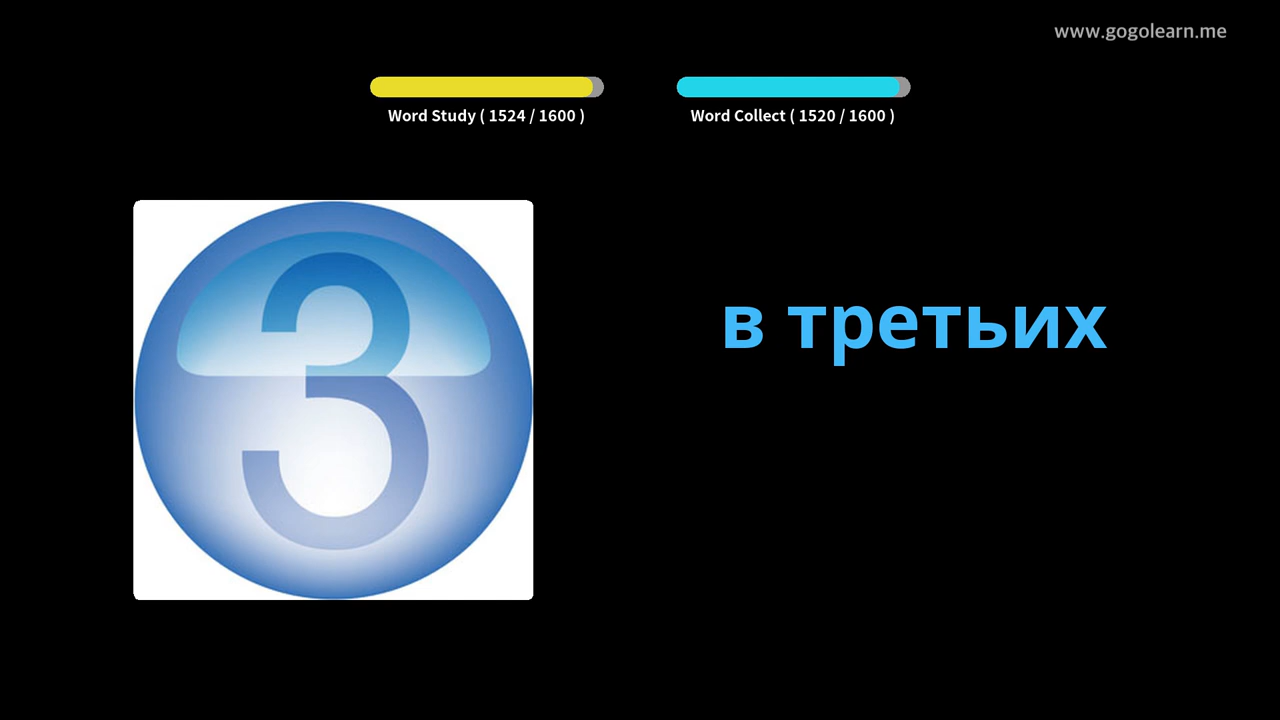 www.gogolearn.me
Word Study ( 1524 / 1600 )
Word Collect ( 1520 / 1600 )
3
в третьих